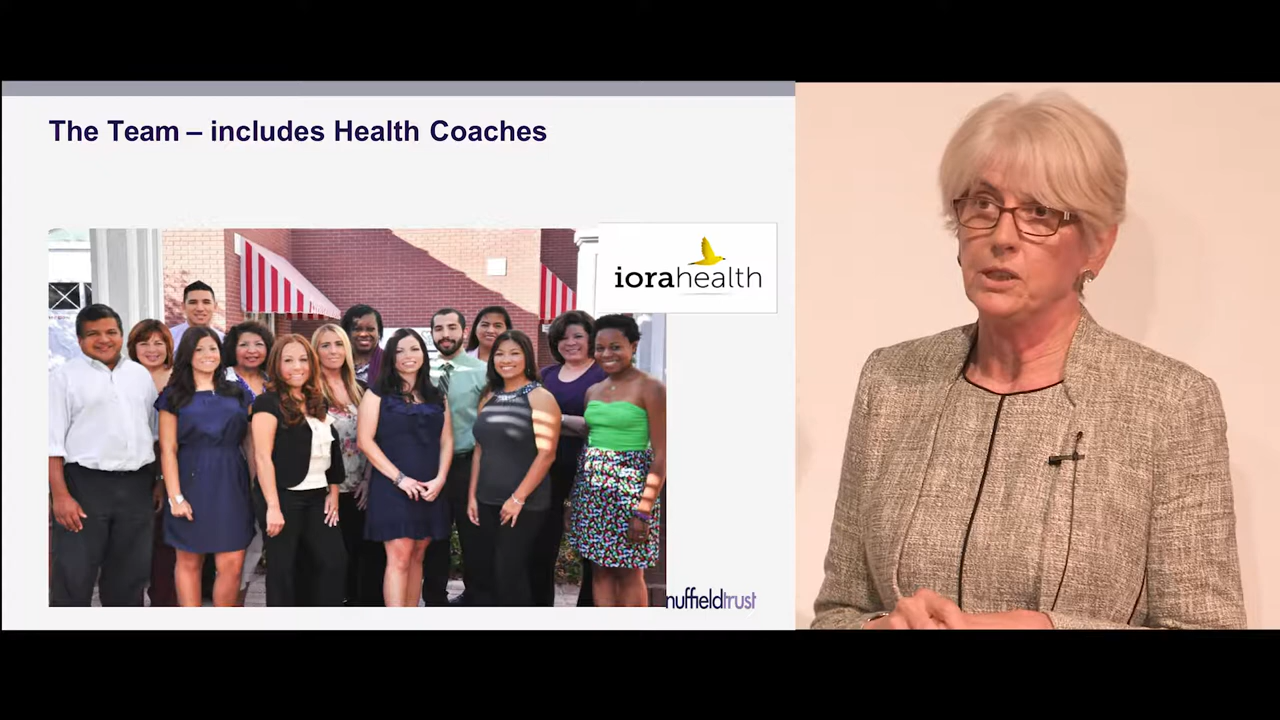 The Team – includes Health Coaches
iorahealth
nuffieldtrust